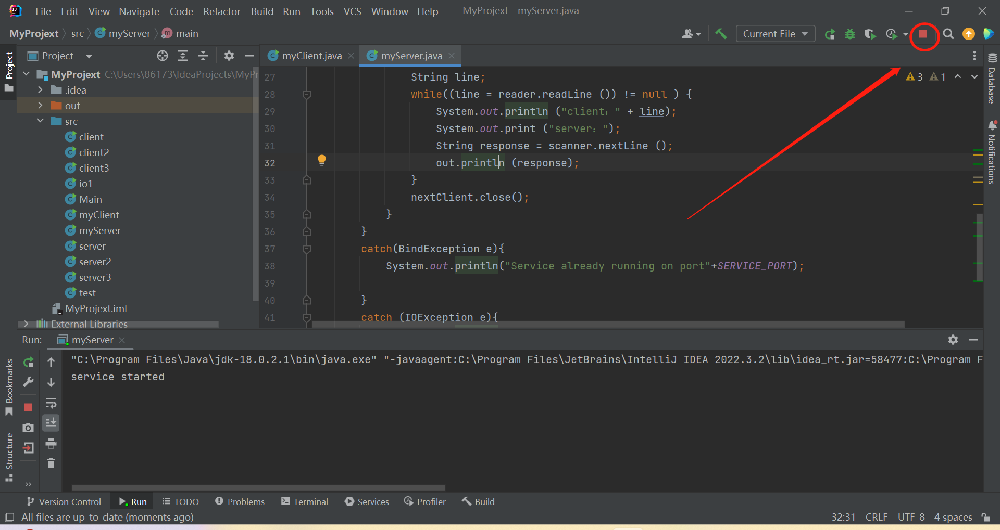 File Edit View Navigate Code Refactor Build Run Tools VCS Window Help MyProjext - myServer.java
MyProjext src myServer main
Current File
Project
Project
myClient.java
myServer.java
MyProjext C:\Users\86173\IdeaProjects\MyPr
.idea
out
src
client
client2
client3
io1
Main
myClient
myServer
server
server2
server3
test
MyProjext.iml
External Libraries
3 1
27 String line;
28 while((line = reader.readLine ()) != null ) {
29 System.out.println ("client：" + line);
30 System.out.print ("server：");
31 String response = scanner.nextLine ();
32 out.println (response);
33 }
34 nextClient.close();
35 }
36 }
37 catch(BindException e){
38 System.out.println("Service already running on port"+SERVICE_PORT);
39
40 }
41 catch (IOException e){
Database
Notifications
Run: myServer
"C:\Program Files\Java\jdk-18.0.2.1\bin\java.exe" "-javaagent:C:\Program Files\JetBrains\IntelliJ IDEA 2022.3.2\lib\idea_rt.jar=58477:C:\Program F
service started
Bookmarks
Structure
Version Control Run TODO Problems Terminal Services Profiler Build
All files are up-to-date (moments ago)
32:31 CRLF UTF-8 4 spaces